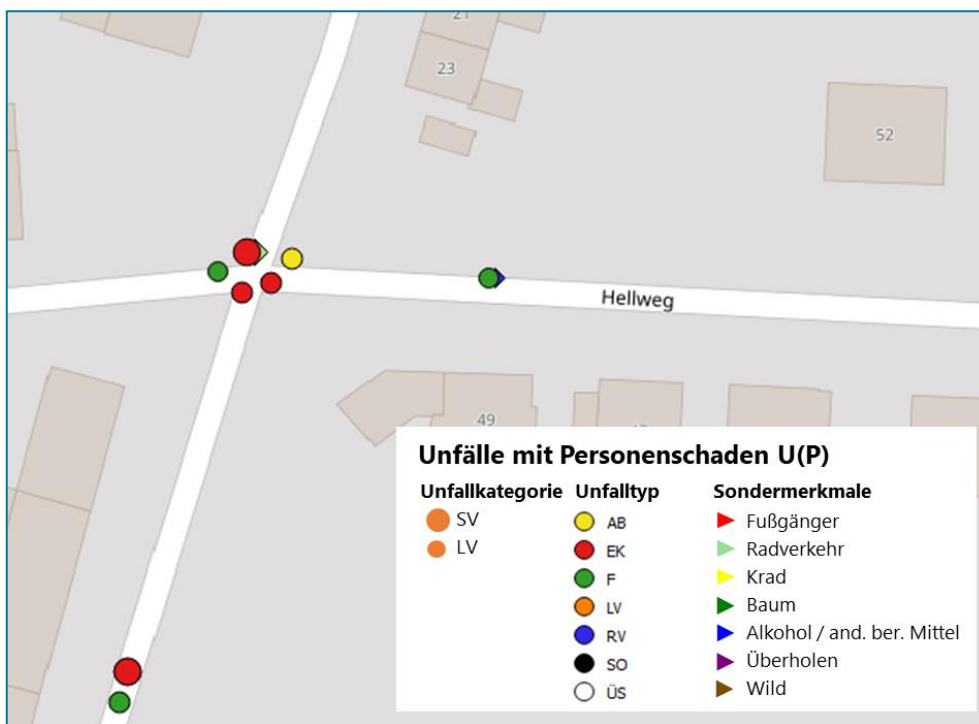 21
23
52
Hellweg
49
Unfälle mit Personenschaden U(P)
Unfallkategorie Unfalltyp Sondermerkmale
SV AB Fußgänger
LV EK Radverkehr
F Krad
LV Baum
RV Alkohol / and. ber. Mittel
SO Überholen
ÜS Wild